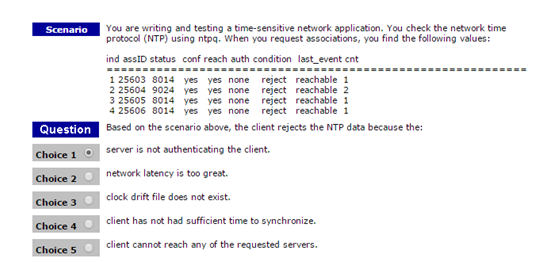 Scenario You are writing and testing a time-sensitive network application. You check the network time
protocol (NTP) using ntpq. When you request associations, you find the following values:
ind assID status conf reach auth condition last_event cnt
===========================================================
1 25603 8014 yes yes none reject reachable 1
2 25604 9024 yes yes none reject reachable 2
3 25605 8014 yes yes none reject reachable 1
4 25606 8014 yes yes none reject reachable 1
Question Based on the scenario above, the client rejects the NTP data because the:
Choice 1 server is not authenticating the client.
Choice 2 network latency is too great.
Choice 3 clock drift file does not exist.
Choice 4 client has not had sufficient time to synchronize.
Choice 5 client cannot reach any of the requested servers.